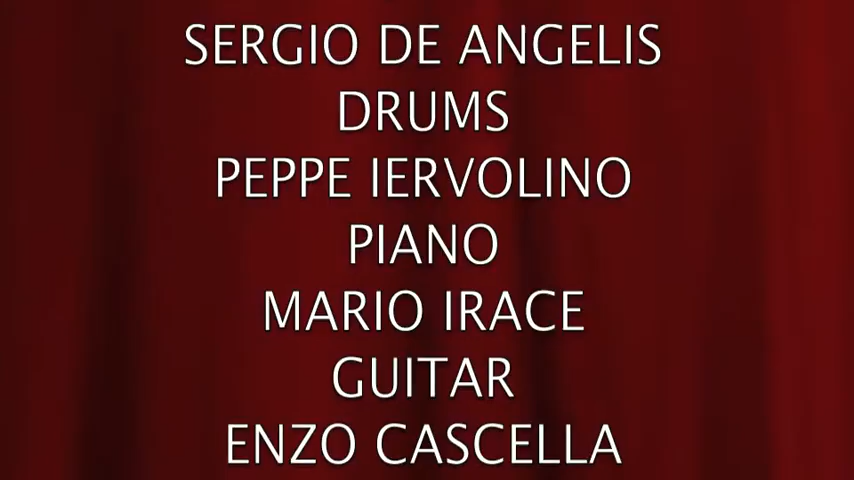 SERGIO DE ANGELIS
DRUMS
PEPPE IERVOLINO
PIANO
MARIO IRACE
GUITAR
ENZO CASCELLA